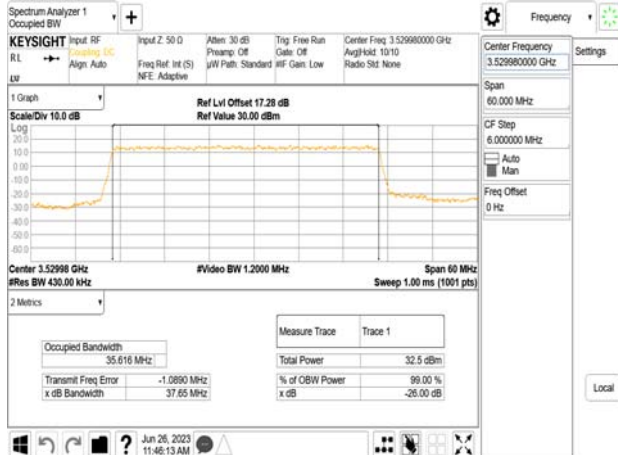 Spectrum Analyzer 1
Occupied BW
Frequency
KEYSIGHT Input: RF
RL Coupling: DC
Align: Auto
LXI
Input Z: 50 Ω
Freq Ref: Int (S)
NFE: Adaptive
Atten: 30 dB
Preamp: Off
µW Path: Standard
Trig: Free Run
Gate: Off
#IF Gain: Low
Center Freq: 3.529980000 GHz
Avg|Hold: 10/10
Radio Std: None
1 Graph
Scale/Div 10.0 dB
Ref Lvl Offset 17.28 dB
Ref Value 30.00 dBm
Log
20.0
10.0
0.00
-10.0
-20.0
-30.0
-40.0
-50.0
-60.0
Center 3.52998 GHz
#Res BW 430.00 kHz
#Video BW 1.2000 MHz
Span 60 MHz
Sweep 1.00 ms (1001 pts)
2 Metrics
Measure Trace Trace 1
Occupied Bandwidth
35.616 MHz
Total Power 32.5 dBm
Transmit Freq Error -1.0890 MHz
% of OBW Power 99.00 %
x dB Bandwidth 37.65 MHz
x dB -26.00 dB
Center Frequency
3.529980000 GHz
Settings
Span
60.000 MHz
CF Step
6.000000 MHz
Auto
Man
Freq Offset
0 Hz
Local
Jun 26, 2023
11:46:13 AM